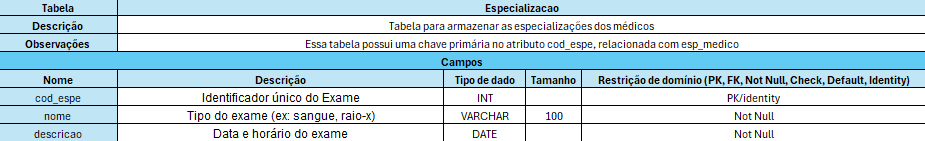 Tabela Especializacao
Descrição Tabela para armazenar as especializações dos médicos
Observações Essa tabela possui uma chave primária no atributo cod_espe, relacionada com esp_medico
Campos
Nome Descrição Tipo de dado Tamanho Restrição de domínio (PK, FK, Not Null, Check, Default, Identity)
cod_espe Identificador único do Exame INT PK/identity
nome Tipo do exame (ex: sangue, raio-x) VARCHAR 100 Not Null
descricao Data e horário do exame DATE Not Null